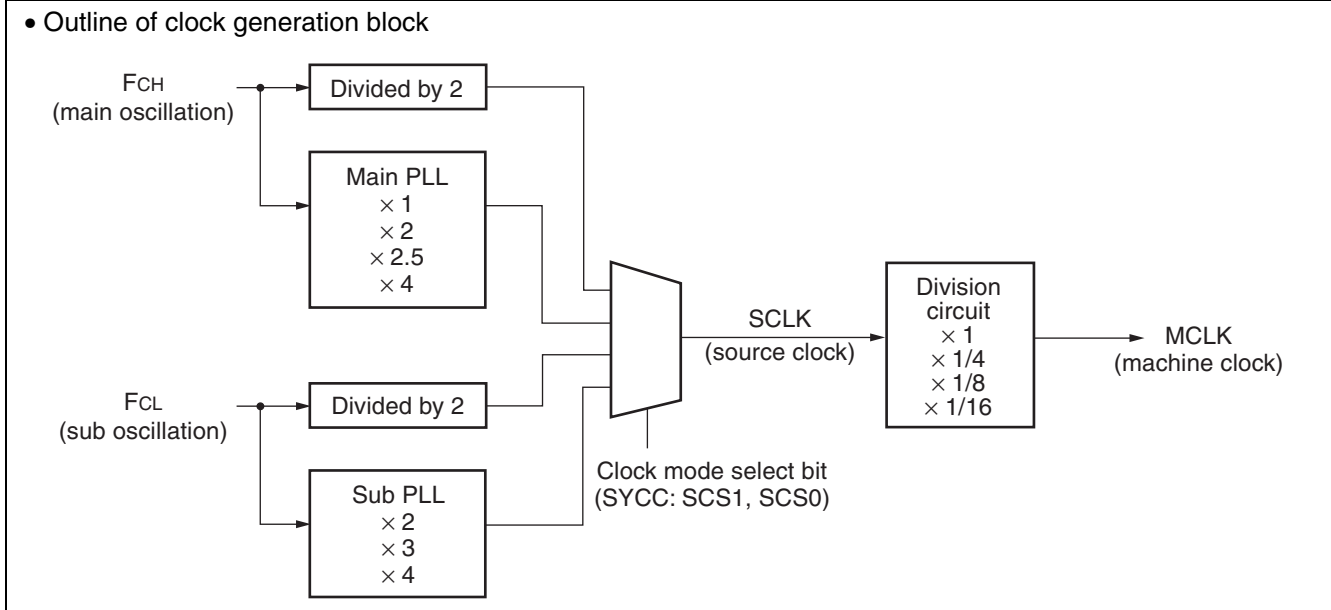 • Outline of clock generation block
FCH
(main oscillation)
Divided by 2
Main PLL
× 1
× 2
× 2.5
× 4
FCL
(sub oscillation)
Divided by 2
Sub PLL
× 2
× 3
× 4
Clock mode select bit
(SYCC: SCS1, SCS0)
SCLK
(source clock)
Division
circuit
× 1
× 1/4
× 1/8
× 1/16
MCLK
(machine clock)